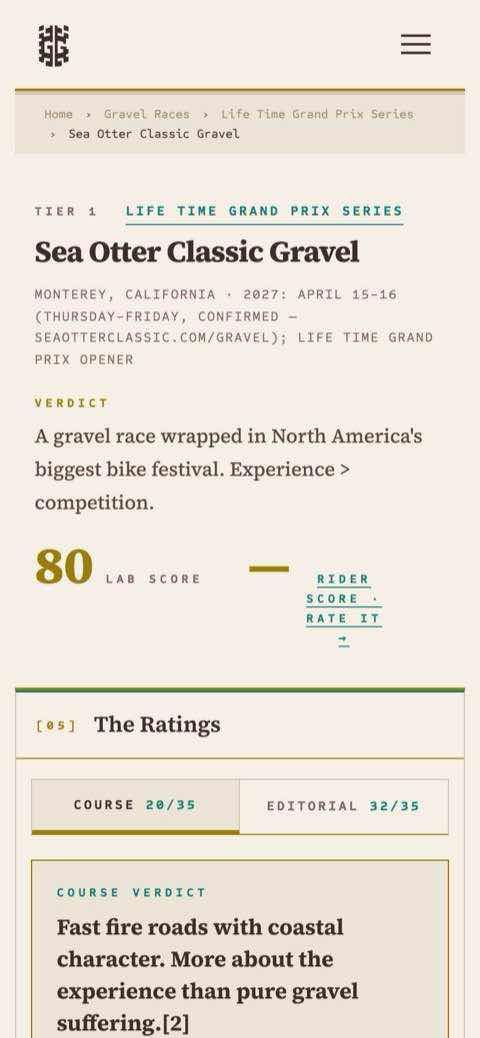 Home › Gravel Races › Life Time Grand Prix Series
› Sea Otter Classic Gravel
TIER 1 LIFE TIME GRAND PRIX SERIES
Sea Otter Classic Gravel
MONTEREY, CALIFORNIA · 2027: APRIL 15–16
(THURSDAY–FRIDAY, CONFIRMED —
SEAOTTERCLASSIC.COM/GRAVEL); LIFE TIME GRAND
PRIX OPENER
VERDICT
A gravel race wrapped in North America's
biggest bike festival. Experience >
competition.
80 LAB SCORE
— RIDER
SCORE ·
RATE IT
→
[05] The Ratings
COURSE 20/35 EDITORIAL 32/35
COURSE VERDICT
Fast fire roads with coastal
character. More about the
experience than pure gravel
suffering.[2]